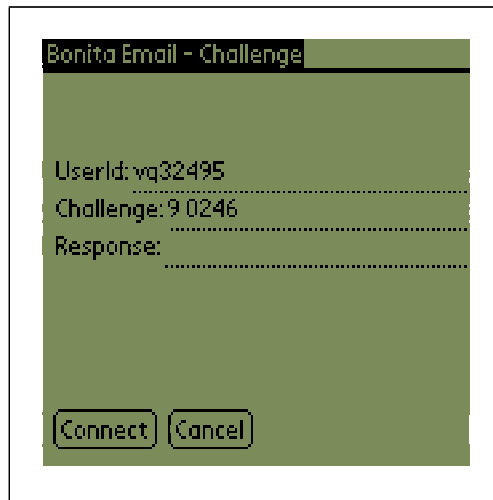 Bonita Email - Challenge
UserId: vq32495
Challenge: 9 0246
Response:
Connect Cancel